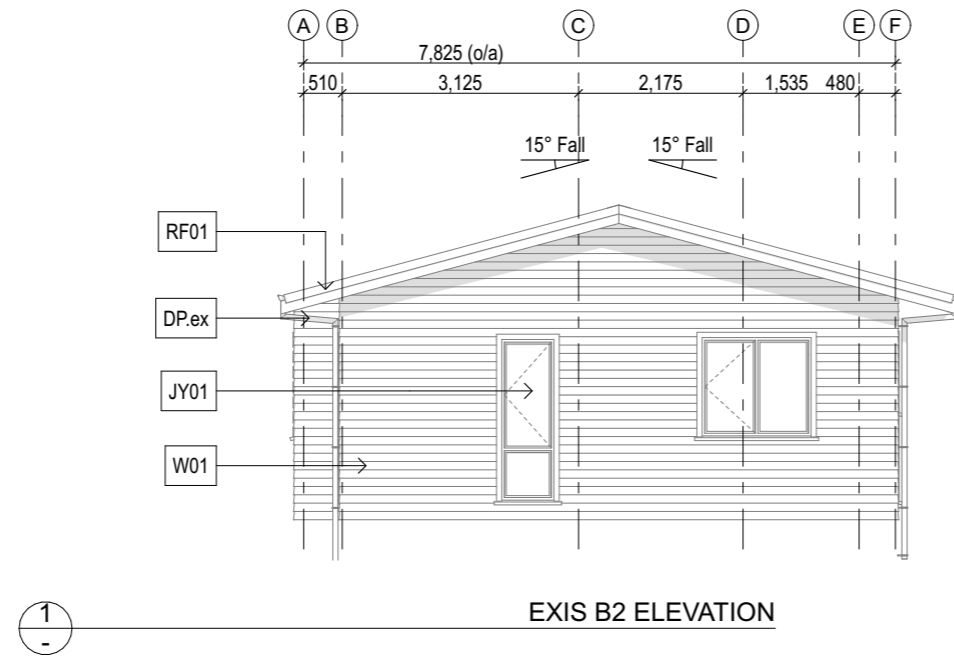 A B C D E F
7,825 (o/a)
510 3,125 2,175 1,535 480
15° Fall 15° Fall
RF01
DP.ex
JY01
W01
1
-
EXIS B2 ELEVATION